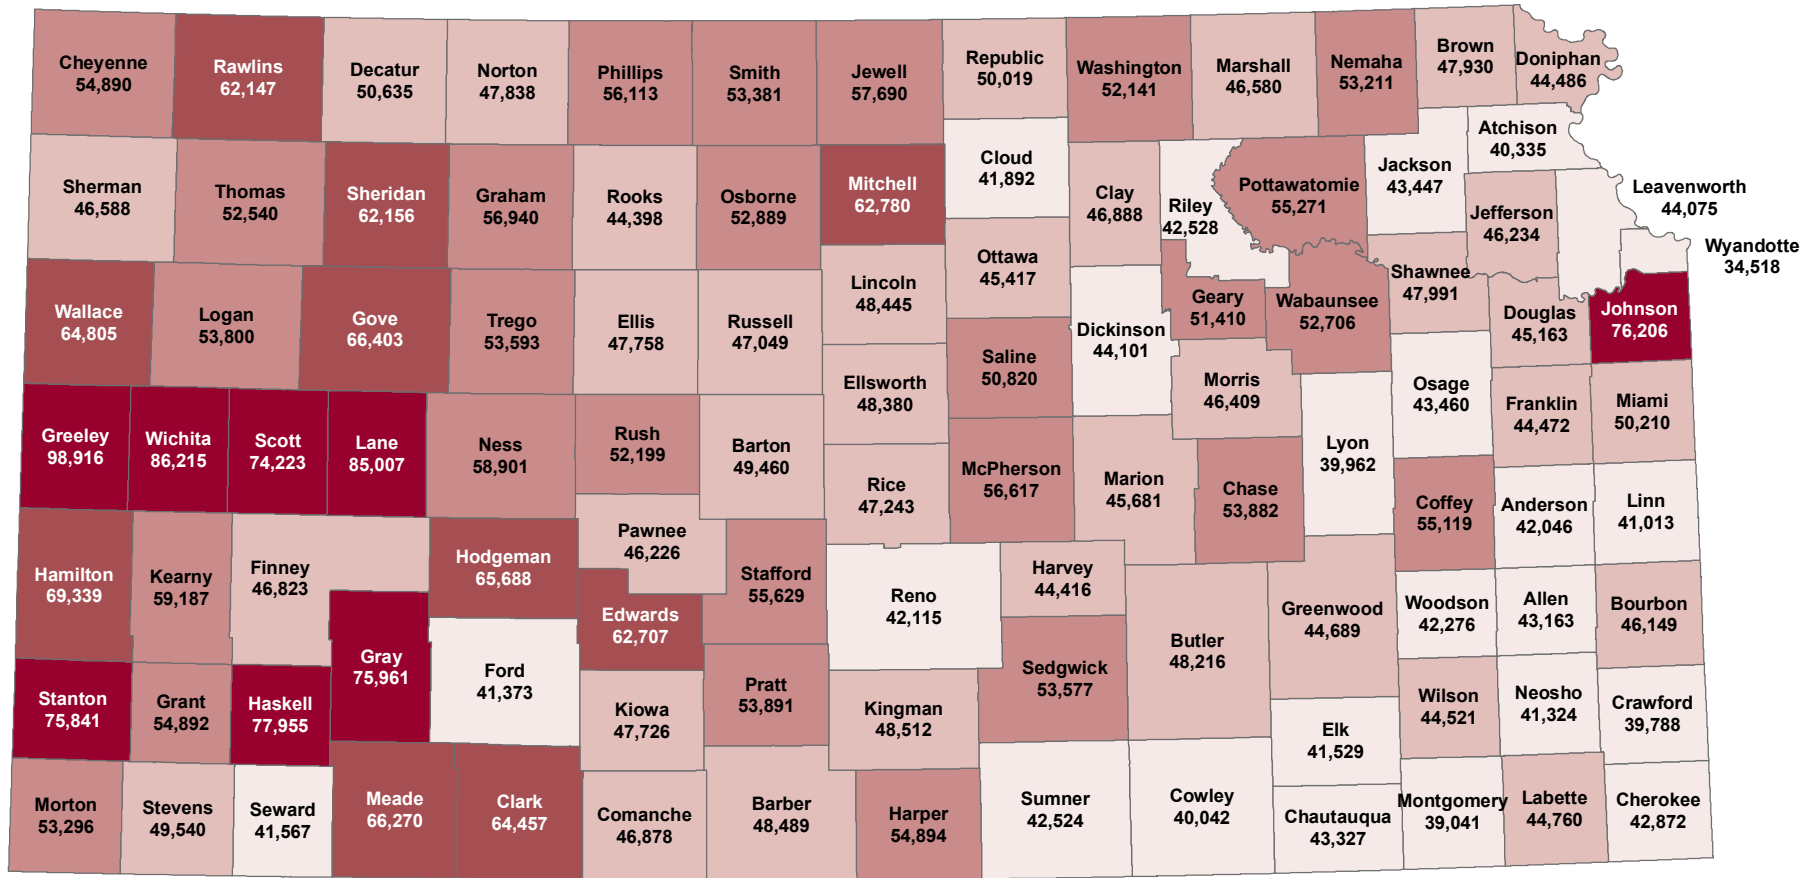 Cheyenne
54,890
Rawlins
62,147
Decatur
50,635
Norton
47,838
Phillips
56,113
Smith
53,381
Jewell
57,690
Republic
50,019
Washington
52,141
Marshall
46,580
Nemaha
53,211
Brown
47,930
Doniphan
44,486
Sherman
46,588
Thomas
52,540
Sheridan
62,156
Graham
56,940
Rooks
44,398
Osborne
52,889
Mitchell
62,780
Cloud
41,892
Clay
46,888
Riley
42,528
Pottawatomie
55,271
Jackson
43,447
Atchison
40,335
Jefferson
46,234
Leavenworth
44,075
Wyandotte
34,518
Wallace
64,805
Logan
53,800
Gove
66,403
Trego
53,593
Ellis
47,758
Russell
47,049
Lincoln
48,445
Ottawa
45,417
Saline
50,820
Dickinson
44,101
Geary
51,410
Wabaunsee
52,706
Shawnee
47,991
Douglas
45,163
Johnson
76,206
Greeley
98,916
Wichita
86,215
Scott
74,223
Lane
85,007
Ness
58,901
Rush
52,199
Barton
49,460
Ellsworth
48,380
Rice
47,243
McPherson
56,617
Marion
45,681
Morris
46,409
Chase
53,882
Lyon
39,962
Osage
43,460
Franklin
44,472
Miami
50,210
Coffey
55,119
Anderson
42,046
Linn
41,013
Hamilton
69,339
Kearny
59,187
Finney
46,823
Hodgeman
65,688
Pawnee
46,226
Edwards
62,707
Stafford
55,629
Reno
42,115
Harvey
44,416
Butler
48,216
Greenwood
44,689
Woodson
42,276
Allen
43,163
Bourbon
46,149
Stanton
75,841
Grant
54,892
Haskell
77,955
Gray
75,961
Ford
41,373
Kiowa
47,726
Pratt
53,891
Kingman
48,512
Sedgwick
53,577
Elk
41,529
Wilson
44,521
Neosho
41,324
Crawford
39,788
Morton
53,296
Stevens
49,540
Seward
41,567
Meade
66,270
Clark
64,457
Comanche
46,878
Barber
48,489
Harper
54,894
Sumner
42,524
Cowley
40,042
Chautauqua
43,327
Montgomery
39,041
Labette
44,760
Cherokee
42,872